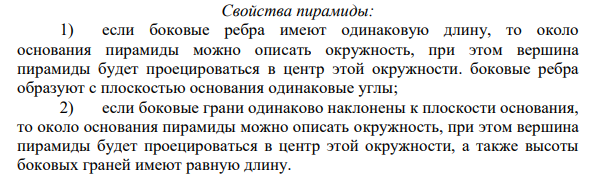 Свойства пирамиды:
1) если боковые ребра имеют одинаковую длину, то около
основания пирамиды можно описать окружность, при этом вершина
пирамиды будет проецироваться в центр этой окружности. боковые ребра
образуют с плоскостью основания одинаковые углы;
2) если боковые грани одинаково наклонены к плоскости основания,
то около основания пирамиды можно описать окружность, при этом вершина
пирамиды будет проецироваться в центр этой окружности, а также высоты
боковых граней имеют равную длину.